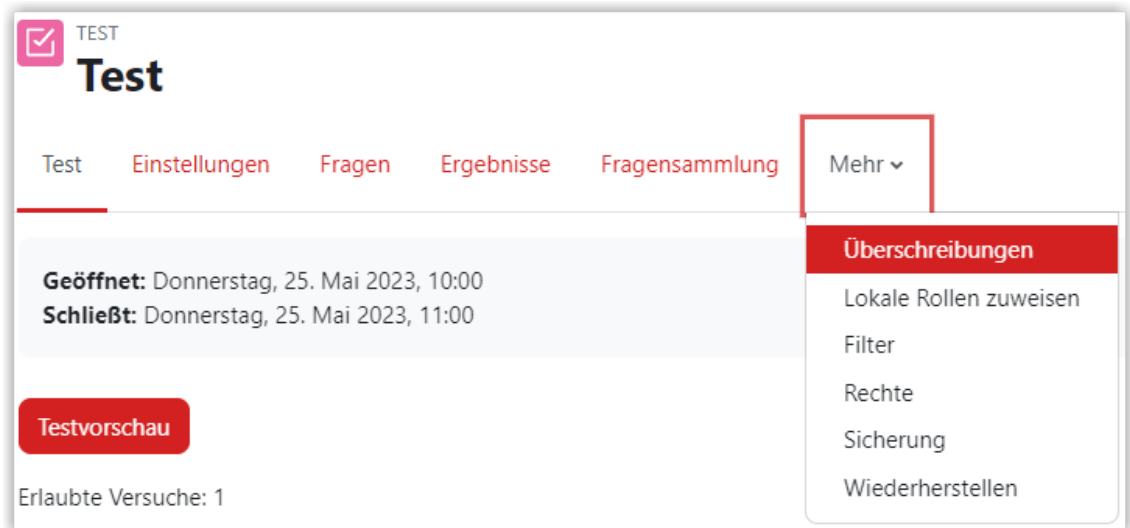 TEST
Test
Test Einstellungen Fragen Ergebnisse Fragensammlung Mehr
Überschreibungen
Lokale Rollen zuweisen
Filter
Rechte
Sicherung
Wiederherstellen
Geöffnet: Donnerstag, 25. Mai 2023, 10:00
Schließt: Donnerstag, 25. Mai 2023, 11:00
Testvorschau
Erlaubte Versuche: 1